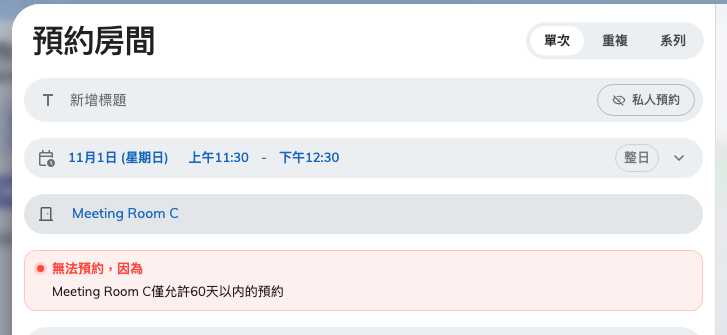 預約房間
單次 重複 系列
新增標題 私人預約
11月1日 (星期日) 上午11:30 - 下午12:30 整日
Meeting Room C
無法預約，因為
Meeting Room C僅允許60天以內的預約